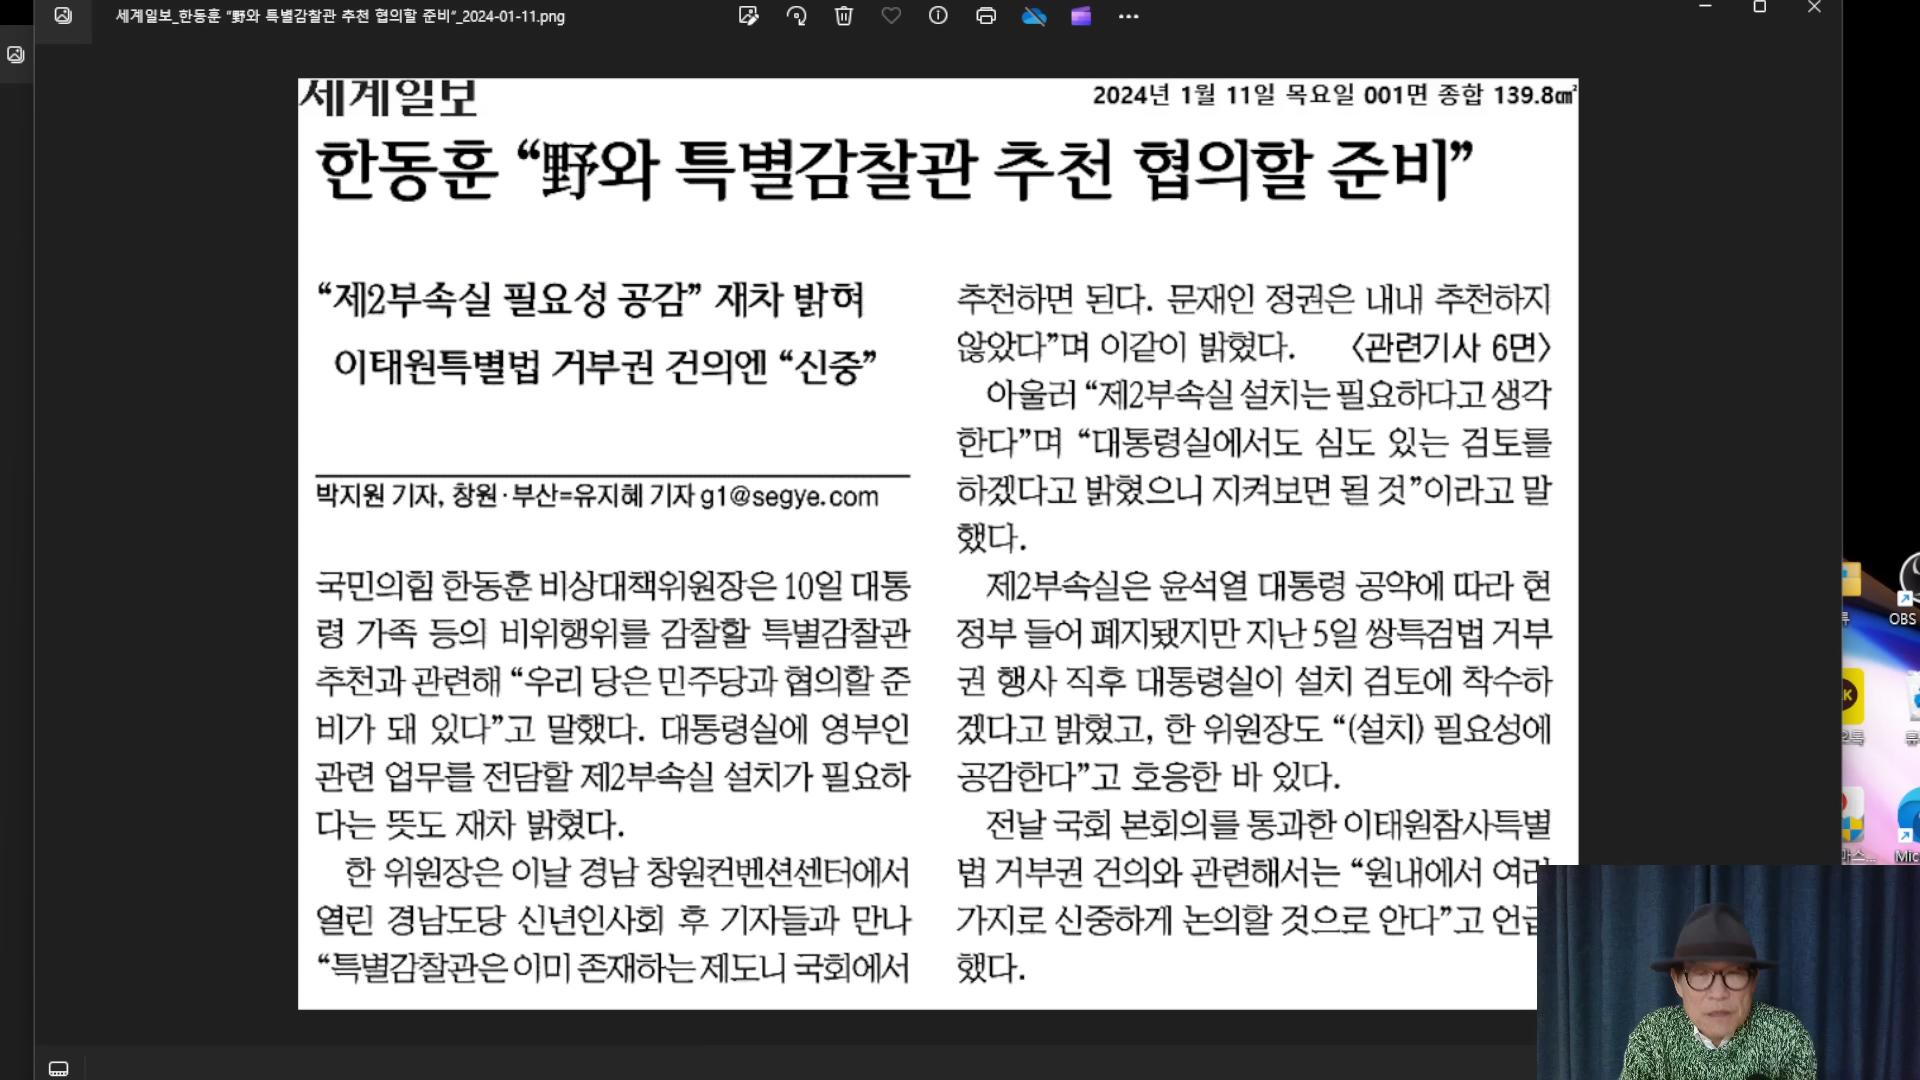 세계일보_한동훈 “野와 특별감찰관 추천 협의할 준비”_2024-01-11.png
세계일보
2024년 1월 11일 목요일 001면 종합 139.8㎠
한동훈 “野와 특별감찰관 추천 협의할 준비”
“제2부속실 필요성 공감” 재차 밝혀
이태원특별법 거부권 건의엔 “신중”
박지원 기자, 창원·부산=유지혜 기자 g1@segye.com
국민의힘 한동훈 비상대책위원장은 10일 대통
령 가족 등의 비위행위를 감찰할 특별감찰관
추천과 관련해 “우리 당은 민주당과 협의할 준
비가 돼 있다”고 말했다. 대통령실에 영부인
관련 업무를 전담할 제2부속실 설치가 필요하
다는 뜻도 재차 밝혔다.
한 위원장은 이날 경남 창원컨벤션센터에서
열린 경남도당 신년인사회 후 기자들과 만나
“특별감찰관은 이미 존재하는 제도니 국회에서
추천하면 된다. 문재인 정권은 내내 추천하지
않았다”며 이같이 밝혔다. 〈관련기사 6면〉
아울러 “제2부속실 설치는 필요하다고 생각
한다”며 “대통령실에서도 심도 있는 검토를
하겠다고 밝혔으니 지켜보면 될 것”이라고 말
했다.
제2부속실은 윤석열 대통령 공약에 따라 현
정부 들어 폐지됐지만 지난 5일 쌍특검법 거부
권 행사 직후 대통령실이 설치 검토에 착수하
겠다고 밝혔고, 한 위원장도 “(설치) 필요성에
공감한다”고 호응한 바 있다.
전날 국회 본회의를 통과한 이태원참사특별
법 거부권 건의와 관련해서는 “원내에서 여러
가지로 신중하게 논의할 것으로 안다”고 언급
했다.
OBS